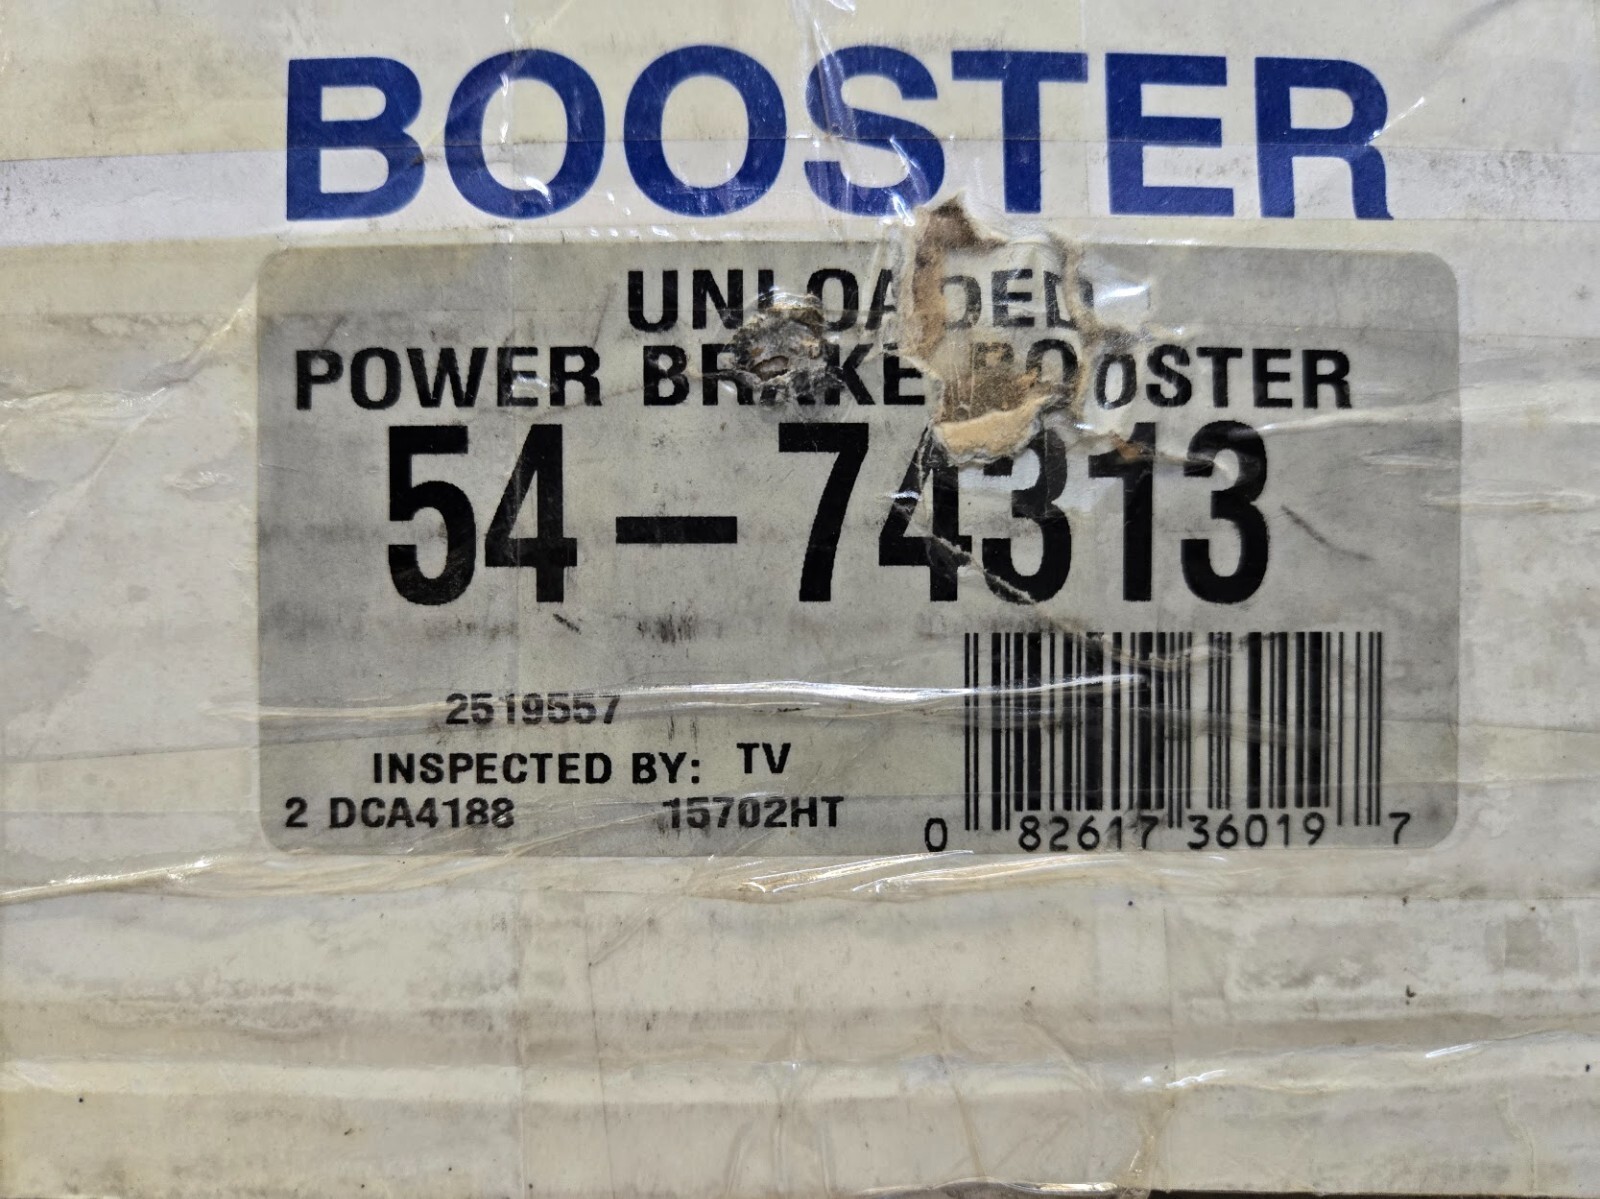 BOOSTER
UNLOADED
POWER BRAKE BOOSTER
54-74313
2519557
INSPECTED BY: TV
2 DCA4188 15702HT
0 82617 36019 7